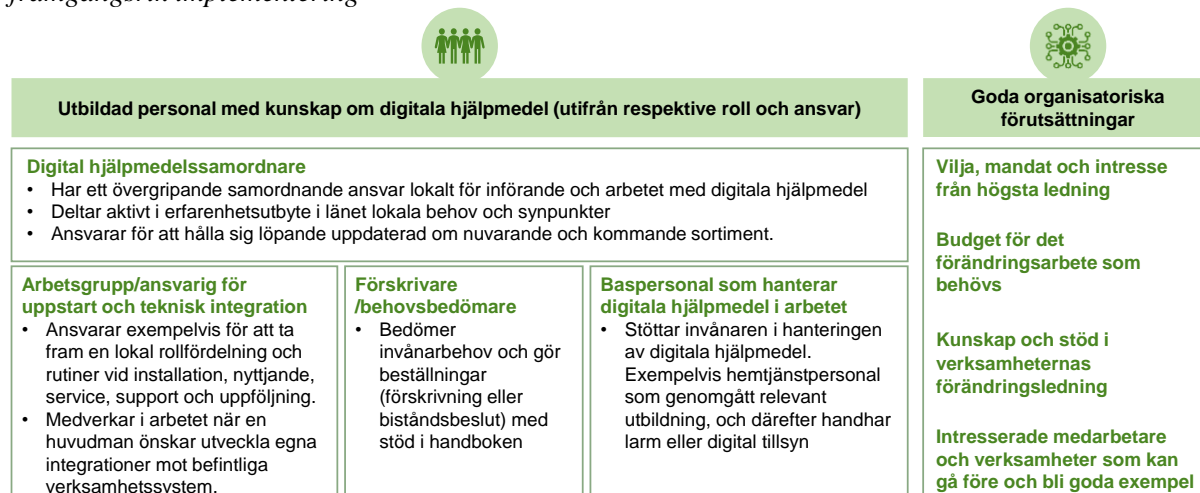 framgångsrik implementering
Utbildad personal med kunskap om digitala hjälpmedel (utifrån respektive roll och ansvar)
Goda organisatoriska
förutsättningar
Digital hjälpmedelssamordnare
• Har ett övergripande samordnande ansvar lokalt för införande och arbetet med digitala hjälpmedel
• Deltar aktivt i erfarenhetsutbyte i länet lokala behov och synpunkter
• Ansvarar för att hålla sig löpande uppdaterad om nuvarande och kommande sortiment.
Arbetsgrupp/ansvarig för
uppstart och teknisk integration
• Ansvarar exempelvis för att ta
fram en lokal rollfördelning och
rutiner vid installation, nyttjande,
service, support och uppföljning.
• Medverkar i arbetet när en
huvudman önskar utveckla egna
integrationer mot befintliga
verksamhetssystem.
Förskrivare
/behovsbedömare
• Bedömer
invånarbehov och gör
beställningar
(förskrivning eller
biståndsbeslut) med
stöd i handboken
Baspersonal som hanterar
digitala hjälpmedel i arbetet
• Stöttar invånaren i hanteringen
av digitala hjälpmedel.
Exempelvis hemtjänstpersonal
som genomgått relevant
utbildning, och därefter handhar
larm eller digital tillsyn
Vilja, mandat och intresse
från högsta ledning
Budget för det
förändringsarbete som
behövs
Kunskap och stöd i
verksamheternas
förändringsledning
Intresserade medarbetare
och verksamheter som kan
gå före och bli goda exempel